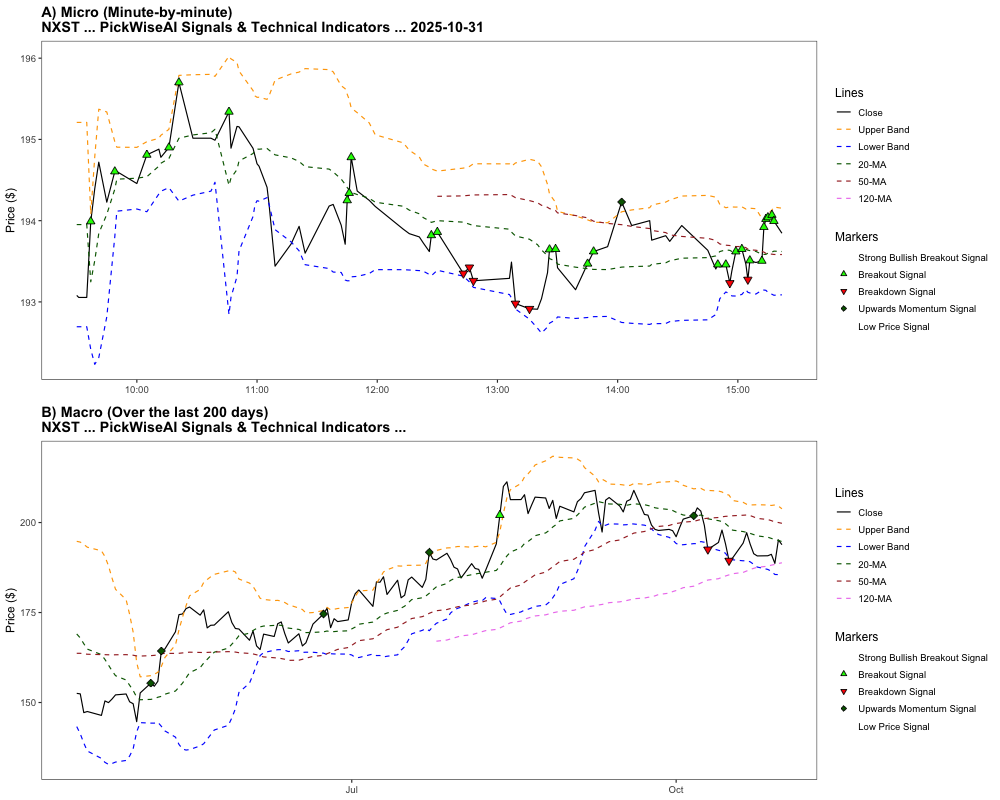 A) Micro (Minute-by-minute)
NXST ... PickWiseAI Signals & Technical Indicators ... 2025-10-31
Price ($)
196
195
194
193
10:00
11:00
12:00
13:00
14:00
15:00
Lines
Close
Upper Band
Lower Band
20-MA
50-MA
120-MA
Markers
Strong Bullish Breakout Signal
Breakout Signal
Breakdown Signal
Upwards Momentum Signal
Low Price Signal
B) Macro (Over the last 200 days)
NXST ... PickWiseAI Signals & Technical Indicators ...
Price ($)
200
175
150
Jul
Oct
Lines
Close
Upper Band
Lower Band
20-MA
50-MA
120-MA
Markers
Strong Bullish Breakout Signal
Breakout Signal
Breakdown Signal
Upwards Momentum Signal
Low Price Signal